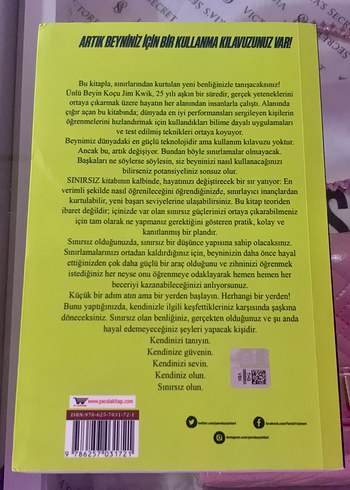 ARTIK BEYNİNİZ İÇİN BİR KULLANMA KILAVUZUNUZ VAR!
Bu kitapla, sınırlarından kurtulan yeni benliğinizle tanışacaksınız!
Ünlü Beyin Koçu Jim Kwik, 25 yılı aşkın bir süredir, gerçek yeteneklerini
ortaya çıkarmak üzere hayatın her alanından insanlarla çalıştı. Alanında
çığır açan bu kitabında; dünyada en iyi performansları sergileyen kişilerin
öğrenmelerini hızlandırmak için kullandıkları bilime dayalı uygulamaları
ve test edilmiş teknikleri ortaya koyuyor.
Beynimiz dünyadaki en güçlü teknolojidir ama kullanım kılavuzu yoktur.
Ancak bu, artık değişiyor. Bundan böyle sınırlamalar olmayacak.
Başkaları ne söylerse söylesin, siz beyninizi nasıl kullanacağınızı
bilirseniz potansiyeliniz sonsuz olur.
SINIRSIZ kitabının kalbinde, hayatınızı değiştirecek bir sır yatıyor: En
verimli şekilde nasıl öğrenileceğini öğrendiğinizde, sınırlayıcı inançlardan
kurtulabilir, yeni başarı seviyelerine ulaşabilirsiniz. Bu kitap teoriden
ibaret değildir; içinizde var olan sınırsız güçlerinizi ortaya çıkarabilmeniz
için tam olarak ne yapmanız gerektiğini gösteren pratik, kolay ve
kanıtlanmış bir plandır.
Sınırsız olduğunuzda, sınırsız bir düşünce yapısına sahip olacaksınız.
Sınırlamalarınızı ortadan kaldırdığınız için, beyninizin daha önce hayal
ettiğinizden çok daha güçlü bir araç olduğunu ve zihninizi öğrenmek
istediğiniz her neyse onu öğrenmeye odaklayarak hemen hemen her
beceriyi kazanabileceğinizi anlıyorsunuz.
Küçük bir adım atın ama bir yerden başlayın. Herhangi bir yerden!
Bunu yaptığınızda, kendinizle ilgili keşfettikleriniz karşısında şaşkına
döneceksiniz. Sınırsız olan benliğiniz, gerçekten olduğunuz ve şu anda
hayal edemeyeceğiniz şeyleri yapacak kişidir.
Kendinizi tanıyın.
Kendinize güvenin.
Kendinizi sevin.
Kendiniz olun.
Sınırsız olun.
www.pandakitap.com
ISBN:978-625-7031-72-1
9 786257 031721